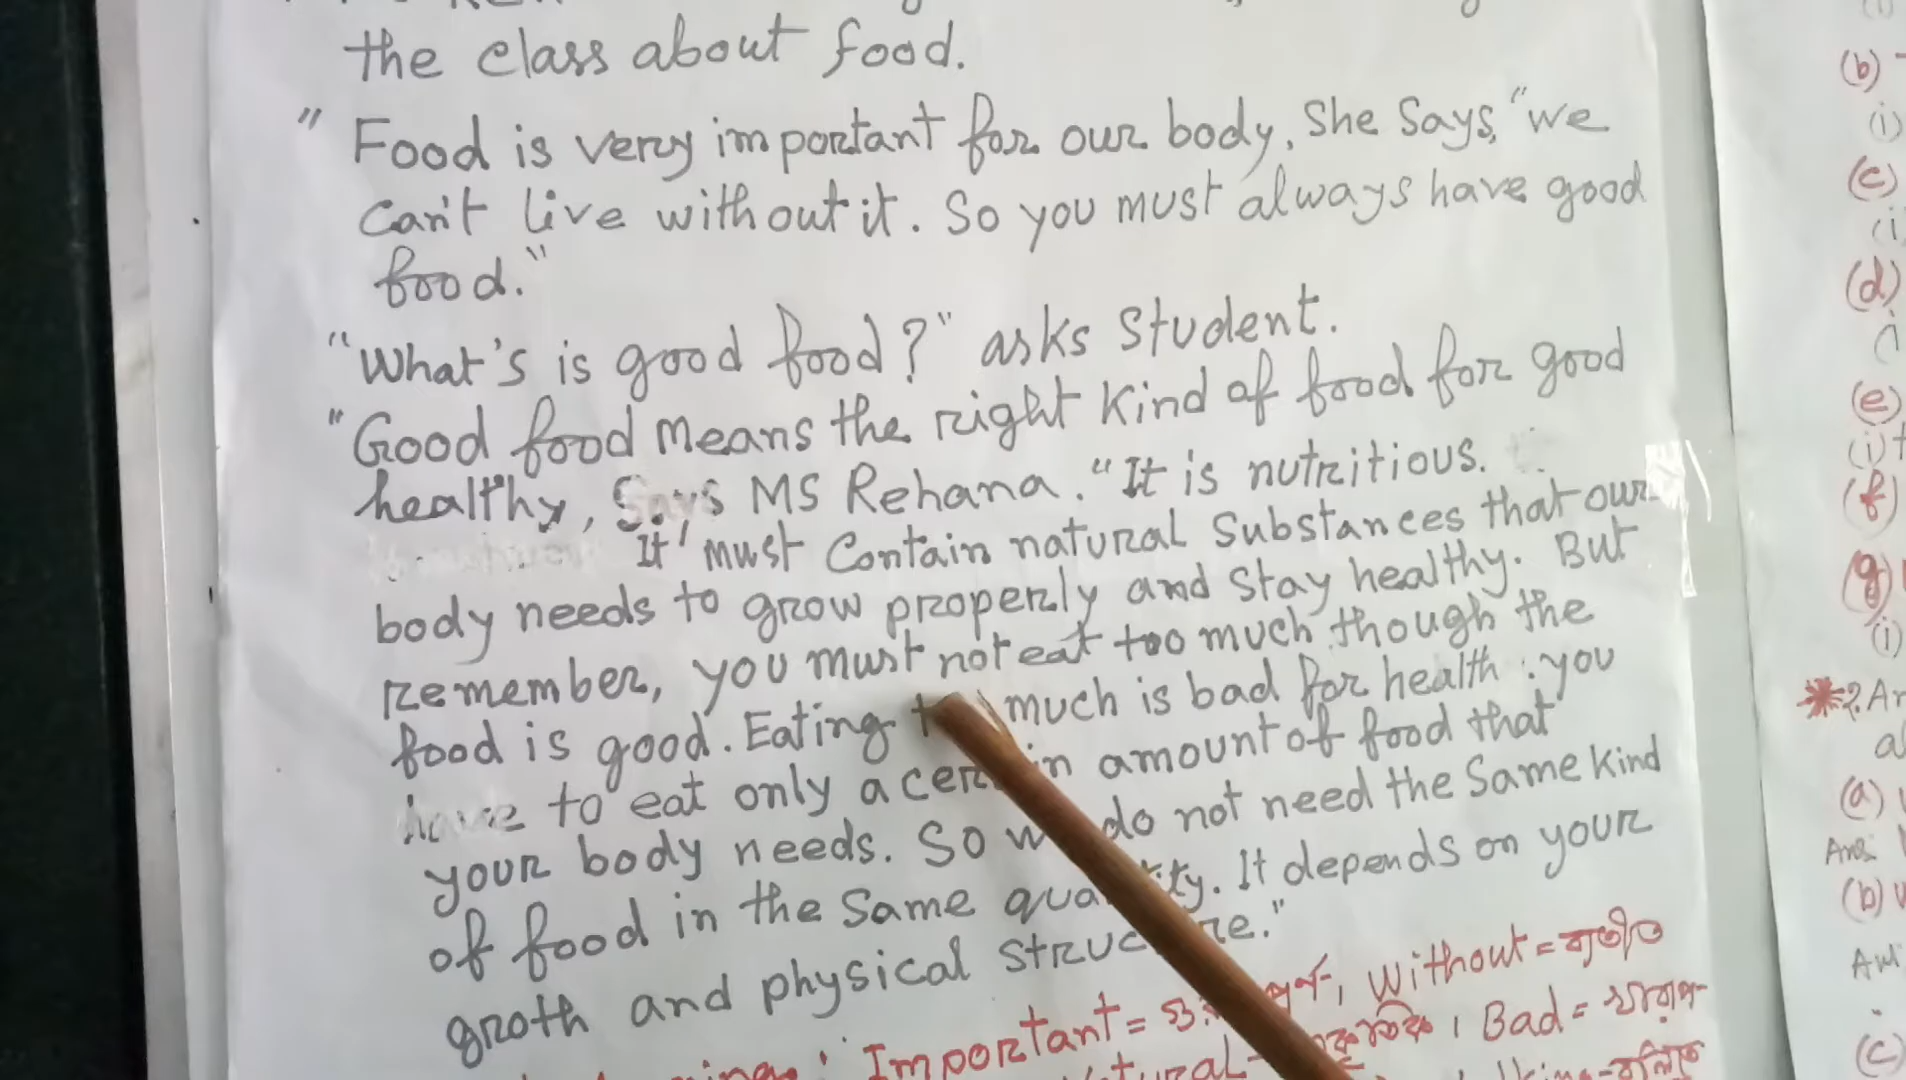 the class about food.
" Food is very important for our body, She Says, "we
can't live without it. So you must always have good
food."
"What's is good food?" asks Student.
"Good food means the right kind of food for good
healthy, Says MS Rehana. "It is nutritious.
It must contain natural substances that our
body needs to grow properly and stay healthy. But
remember, you must not eat too much though the
food is good. Eating much is bad for health. you
have to eat only a in amount of food that
your body needs. So do not need the Same kind
of food in the same. It depends on your
groth and physical
Important = Without = ব্যতীত
Bad = খারাপ
(b)
(i)
(c)
(d)
(e)
(i)
(f)
(g)
(i)
(a)
Ans:
(b)
(c)